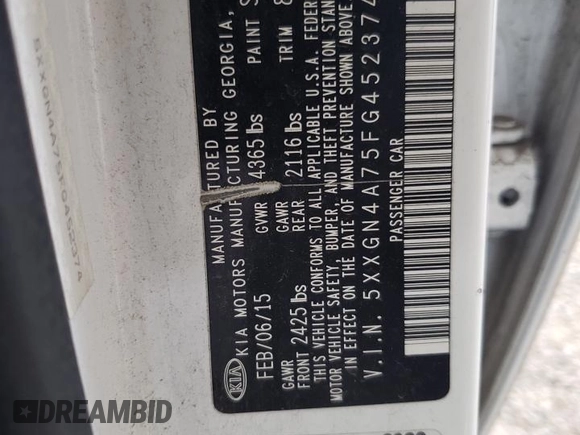 MANUFACTURED BY
KIA KIA MOTORS MANUFACTURING GEORGIA,
FEB/06/15 GVWR 4365 lbs PAINT
GAWR GAWR TRIM
FRONT 2425 lbs REAR 2116 lbs
THIS VEHICLE CONFORMS TO ALL APPLICABLE U.S.A. FEDER
MOTOR VEHICLE SAFETY, BUMPER, AND THEFT PREVENTION STAN
IN EFFECT ON THE DATE OF MANUFACTURE SHOWN ABOVE
V.I.N. 5XXGN4A75FG452374
PASSENGER CAR
5XXGN4A75FG452374
DREAMBID